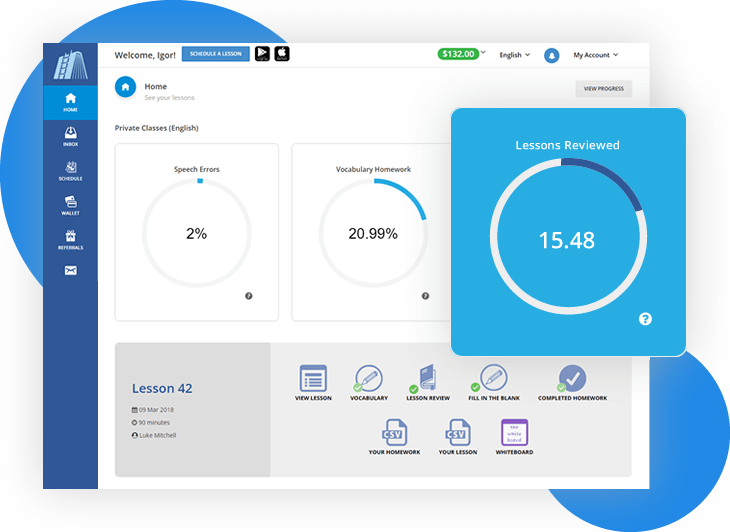 Welcome, Igor!
SCHEDULE A LESSON
$132.00
English
My Account
HOME
INBOX
SCHEDULE
WALLET
REFERRALS
Home
See your lessons
VIEW PROGRESS
Private Classes (English)
Speech Errors
2%
?
Vocabulary Homework
20.99%
?
Lessons Reviewed
15.48
?
Lesson 42
09 Mar 2018
90 minutes
Luke Mitchell
VIEW LESSON
VOCABULARY
LESSON REVIEW
FILL IN THE BLANK
COMPLETED HOMEWORK
CSV
YOUR HOMEWORK
CSV
YOUR LESSON
the
white
board
WHITEBOARD